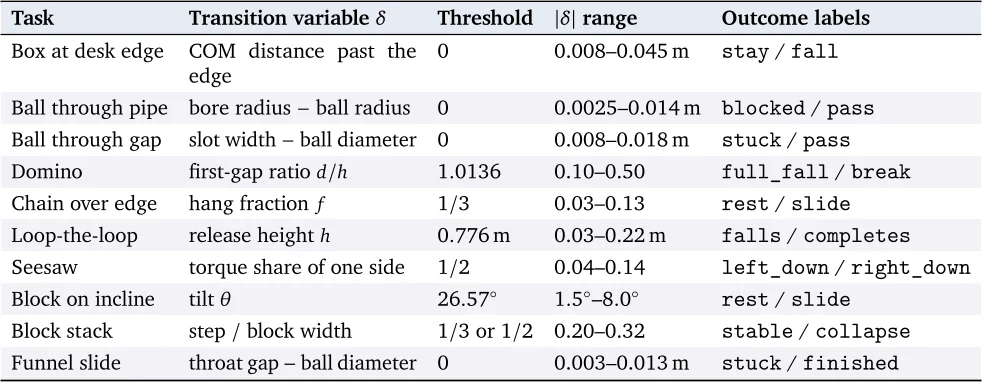 Task Transition variable δ Threshold |δ| range Outcome labels
Box at desk edge COM distance past the edge 0 0.008–0.045 m stay / fall
Ball through pipe bore radius – ball radius 0 0.0025–0.014 m blocked / pass
Ball through gap slot width – ball diameter 0 0.008–0.018 m stuck / pass
Domino first-gap ratio d/h 1.0136 0.10–0.50 full_fall / break
Chain over edge hang fraction f 1/3 0.03–0.13 rest / slide
Loop-the-loop release height h 0.776 m 0.03–0.22 m falls / completes
Seesaw torque share of one side 1/2 0.04–0.14 left_down / right_down
Block on incline tilt θ 26.57° 1.5°–8.0° rest / slide
Block stack step / block width 1/3 or 1/2 0.20–0.32 stable / collapse
Funnel slide throat gap – ball diameter 0 0.003–0.013 m stuck / finished